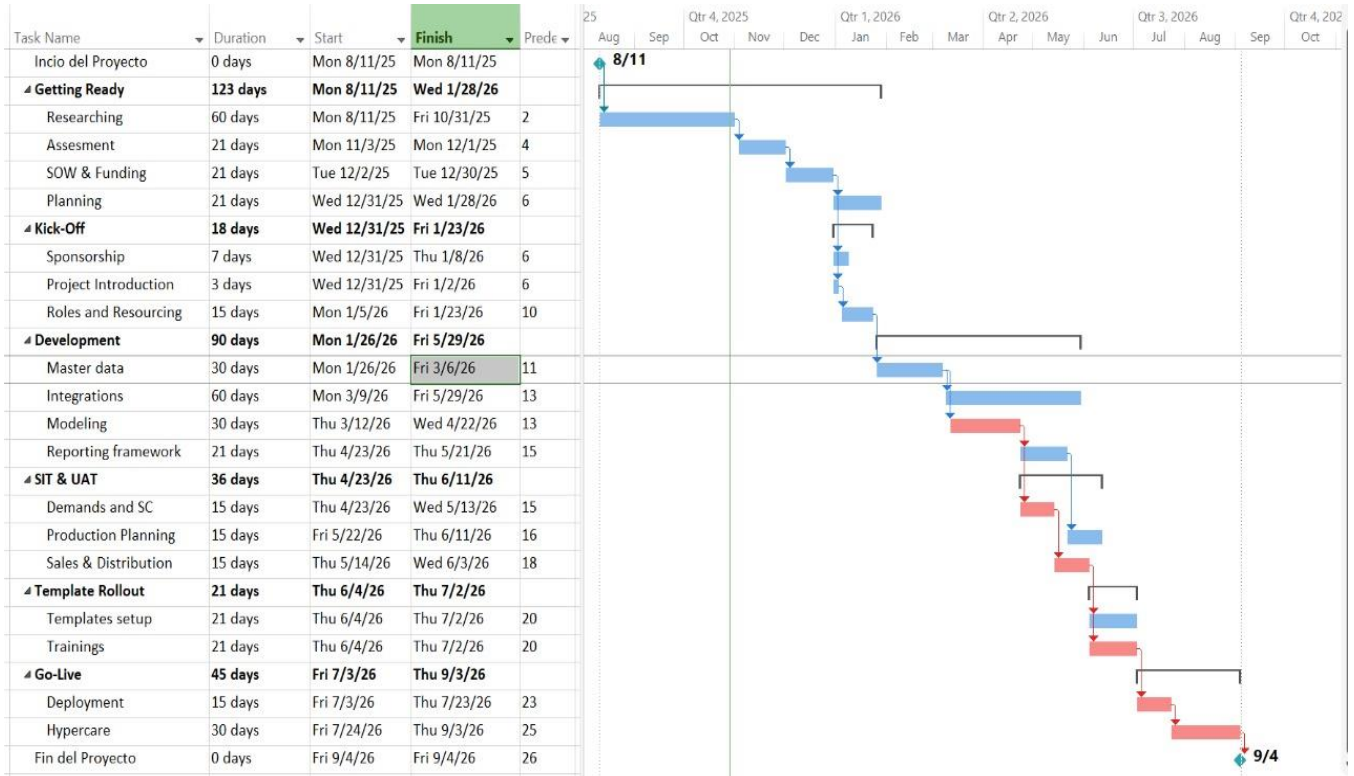 25 Qtr 4, 2025 Qtr 1, 2026 Qtr 2, 2026 Qtr 3, 2026 Qtr 4, 202
Task Name Duration Start Finish Prede Aug Sep Oct Nov Dec Jan Feb Mar Apr May Jun Jul Aug Sep Oct
Incio del Proyecto 0 days Mon 8/11/25 Mon 8/11/25 8/11
Getting Ready 123 days Mon 8/11/25 Wed 1/28/26
Researching 60 days Mon 8/11/25 Fri 10/31/25 2
Assesment 21 days Mon 11/3/25 Mon 12/1/25 4
SOW & Funding 21 days Tue 12/2/25 Tue 12/30/25 5
Planning 21 days Wed 12/31/25 Wed 1/28/26 6
Kick-Off 18 days Wed 12/31/25 Fri 1/23/26
Sponsorship 7 days Wed 12/31/25 Thu 1/8/26 6
Project Introduction 3 days Wed 12/31/25 Fri 1/2/26 6
Roles and Resourcing 15 days Mon 1/5/26 Fri 1/23/26 10
Development 90 days Mon 1/26/26 Fri 5/29/26
Master data 30 days Mon 1/26/26 Fri 3/6/26 11
Integrations 60 days Mon 3/9/26 Fri 5/29/26 13
Modeling 30 days Thu 3/12/26 Wed 4/22/26 13
Reporting framework 21 days Thu 4/23/26 Thu 5/21/26 15
SIT & UAT 36 days Thu 4/23/26 Thu 6/11/26
Demands and SC 15 days Thu 4/23/26 Wed 5/13/26 15
Production Planning 15 days Fri 5/22/26 Thu 6/11/26 16
Sales & Distribution 15 days Thu 5/14/26 Wed 6/3/26 18
Template Rollout 21 days Thu 6/4/26 Thu 7/2/26
Templates setup 21 days Thu 6/4/26 Thu 7/2/26 20
Trainings 21 days Thu 6/4/26 Thu 7/2/26 20
Go-Live 45 days Fri 7/3/26 Thu 9/3/26
Deployment 15 days Fri 7/3/26 Thu 7/23/26 23
Hypercare 30 days Fri 7/24/26 Thu 9/3/26 25
Fin del Proyecto 0 days Fri 9/4/26 Fri 9/4/26 26 9/4